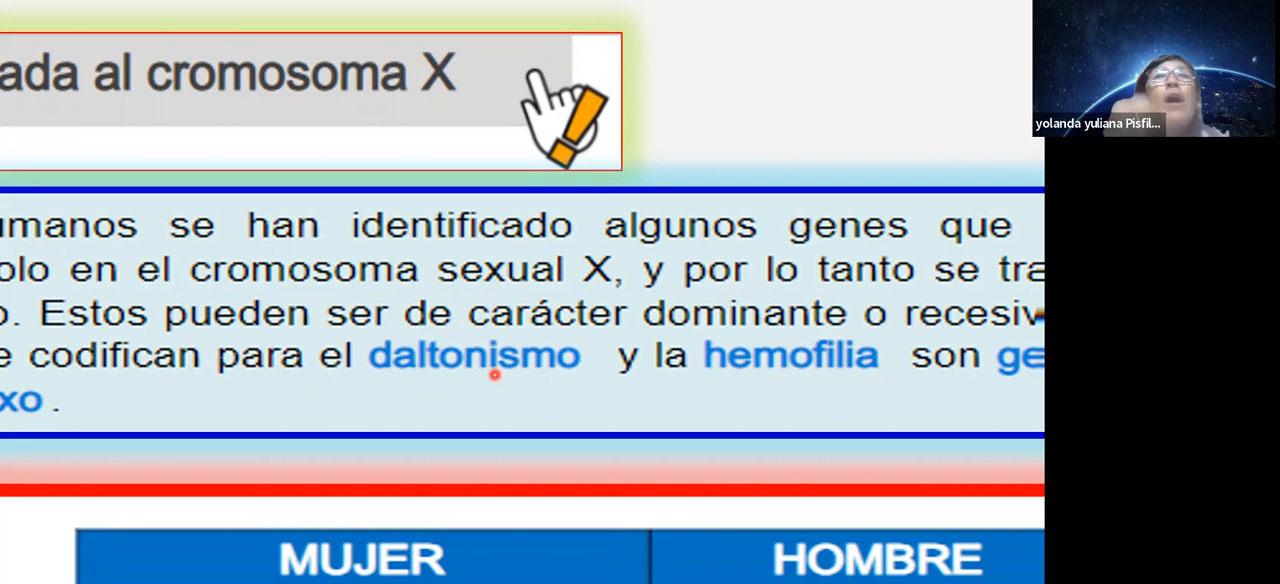 ada al cromosoma X
yolanda yuliana Pisfil...
umanos se han identificado algunos genes que
olo en el cromosoma sexual X, y por lo tanto se tra
o. Estos pueden ser de carácter dominante o recesiv
e codifican para el daltonismo y la hemofilia son ge
xo .
MUJER HOMBRE